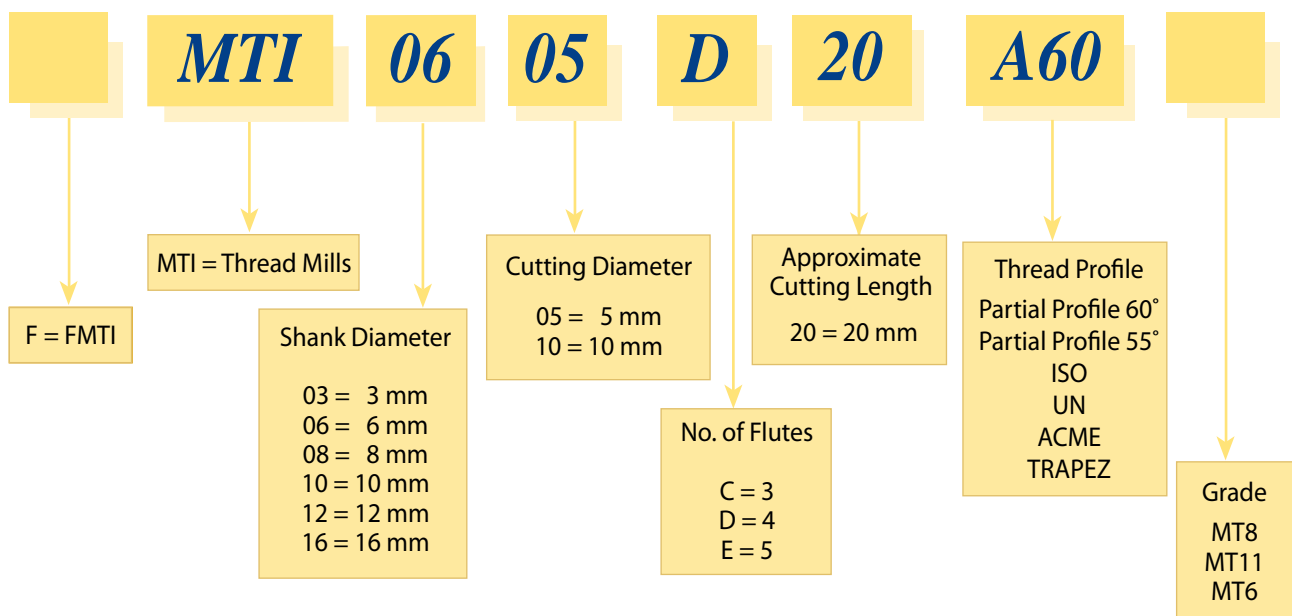 MTI 06 05 D 20 A60
F = FMTI
MTI = Thread Mills
Shank Diameter
03 = 3 mm
06 = 6 mm
08 = 8 mm
10 = 10 mm
12 = 12 mm
16 = 16 mm
Cutting Diameter
05 = 5 mm
10 = 10 mm
No. of Flutes
C = 3
D = 4
E = 5
Approximate
Cutting Length
20 = 20 mm
Thread Profile
Partial Profile 60°
Partial Profile 55°
ISO
UN
ACME
TRAPEZ
Grade
MT8
MT11
MT6